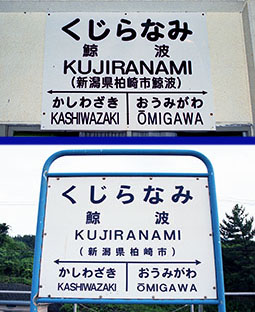 くじらなみ
鯨波
KUJIRANAMI
(新潟県柏崎市鯨波)
かしわざき おうみがわ
KASHIWAZAKI ŌMIGAWA
くじらなみ
鯨 波
KUJIRANAMI
(新潟県柏崎市)
かしわざき おうみがわ
KASHIWAZAKI ŌMIGAWA